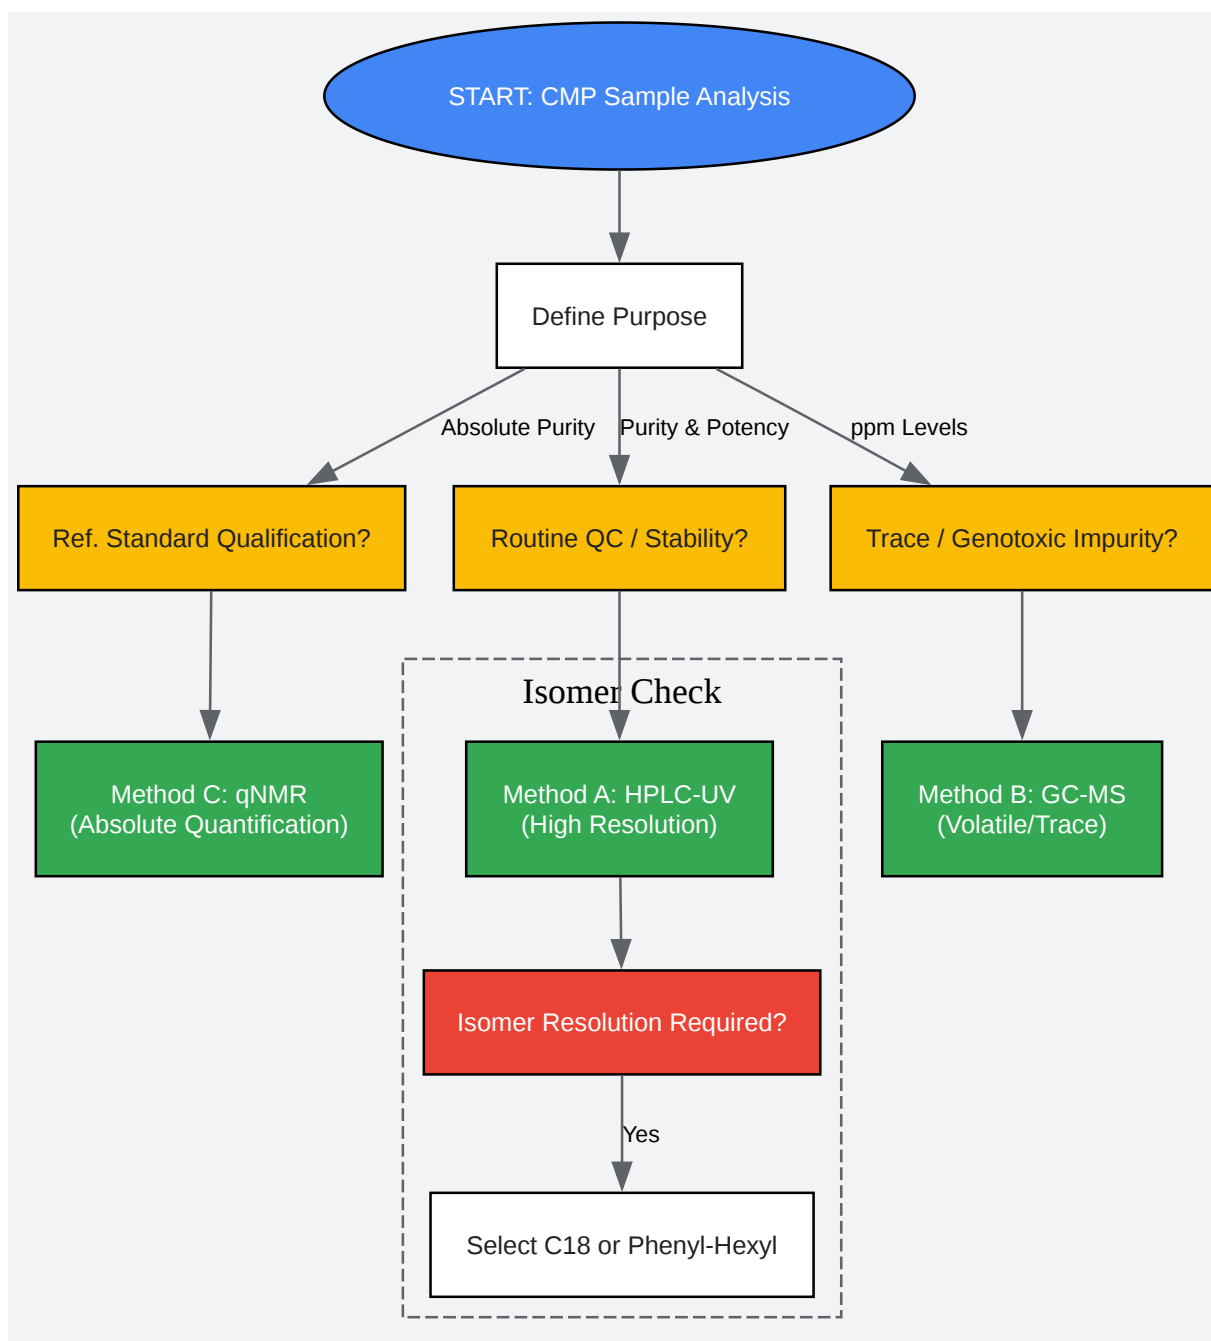 START: CMP Sample Analysis
Define Purpose
Absolute Purity
Purity & Potency
ppm Levels
Ref. Standard Qualification?
Routine QC / Stability?
Trace / Genotoxic Impurity?
Isomer Check
Method C: qNMR
(Absolute Quantification)
Method A: HPLC-UV
(High Resolution)
Method B: GC-MS
(Volatile/Trace)
Isomer Resolution Required?
Yes
Select C18 or Phenyl-Hexyl